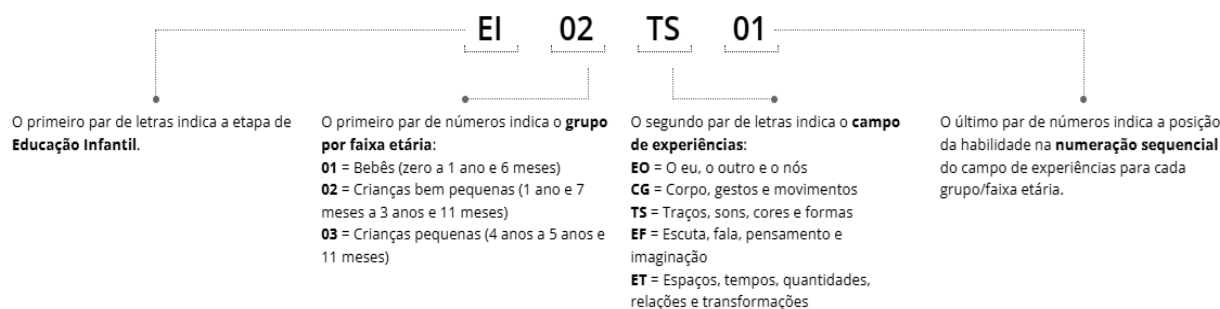 EI 02 TS 01
O primeiro par de letras indica a etapa de
Educação Infantil.
O primeiro par de números indica o grupo
por faixa etária:
01 = Bebês (zero a 1 ano e 6 meses)
02 = Crianças bem pequenas (1 ano e 7
meses a 3 anos e 11 meses)
03 = Crianças pequenas (4 anos a 5 anos e
11 meses)
O segundo par de letras indica o campo
de experiências:
EO = O eu, o outro e o nós
CG = Corpo, gestos e movimentos
TS = Traços, sons, cores e formas
EF = Escuta, fala, pensamento e
imaginação
ET = Espaços, tempos, quantidades,
relações e transformações
O último par de números indica a posição
da habilidade na numeração sequencial
do campo de experiências para cada
grupo/faixa etária.